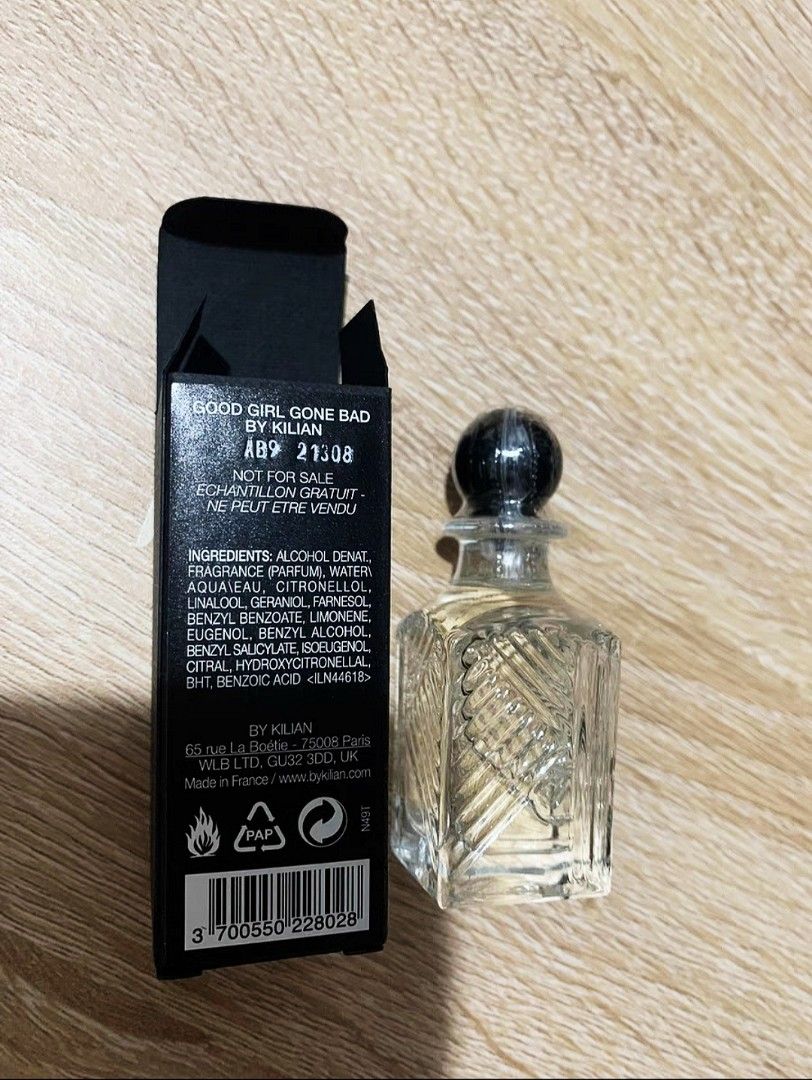 GOOD GIRL GONE BAD
BY KILIAN
AB9 21308
NOT FOR SALE
ECHANTILLON GRATUIT -
NE PEUT ETRE VENDU
INGREDIENTS: ALCOHOL DENAT.,
FRAGRANCE (PARFUM), WATER\
AQUA\EAU, CITRONELLOL,
LINALOOL, GERANIOL, FARNESOL,
BENZYL BENZOATE, LIMONENE,
EUGENOL, BENZYL ALCOHOL,
BENZYL SALICYLATE, ISOEUGENOL,
CITRAL, HYDROXYCITRONELLAL,
BHT, BENZOIC ACID <ILN44618>
BY KILIAN
65 rue La Boétie - 75008 Paris
WLB LTD, GU32 3DD, UK
Made in France / www.bykilian.com
PAP
N49T
3 700550 228028